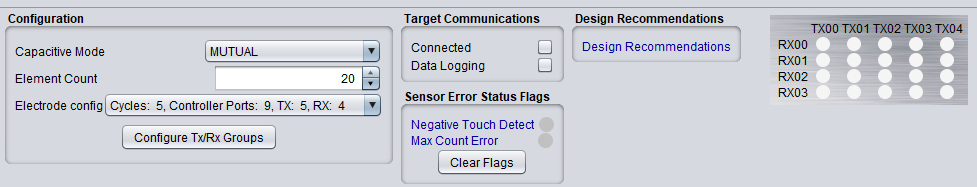 Configuration
Capacitive Mode MUTUAL
Element Count 20
Electrode config Cycles: 5, Controller Ports: 9, TX: 5, RX: 4
Configure Tx/Rx Groups
Target Communications
Connected
Data Logging
Sensor Error Status Flags
Negative Touch Detect
Max Count Error
Clear Flags
Design Recommendations
Design Recommendations
TX00 TX01 TX02 TX03 TX04
RX00
RX01
RX02
RX03